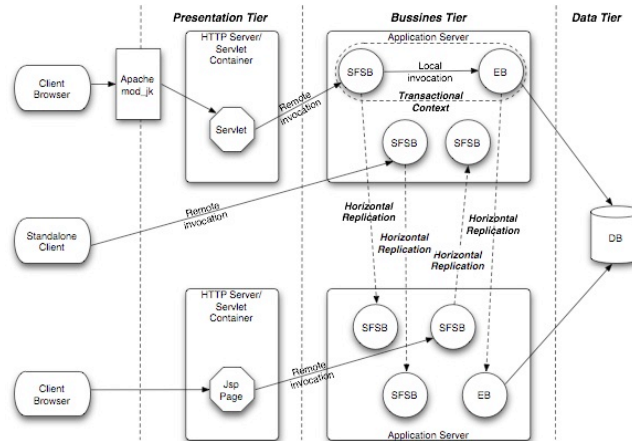 Presentation Tier
Bussines Tier
Data Tier
HTTP Server/
Servlet
Container
Application Server
Client
Browser
Apache
mod_jk
Servlet
Remote
invocation
SFSB
Local
invocation
EB
Transactional
Context
SFSB
SFSB
Standalone
Client
Remote
invocation
Horizontal
Replication
Horizontal
Replication
Horizontal
Replication
Horizontal
Replication
DB
HTTP Server/
Servlet
Container
SFSB
SFSB
Client
Browser
Jsp
Page
Remote
invocation
SFSB
EB
Application Server